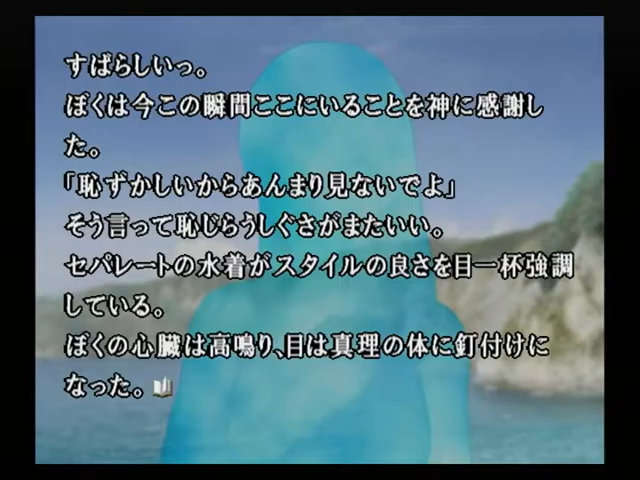 すばらしいっ。
ぼくは今この瞬間ここにいることを神に感謝し
た。
「恥ずかしいからあんまり見ないでよ」
そう言って恥じらうしぐさがまたいい。
セパレートの水着がスタイルの良さを目一杯強調
している。
ぼくの心臓は高鳴り、目は真理の体に釘付けに
なった。